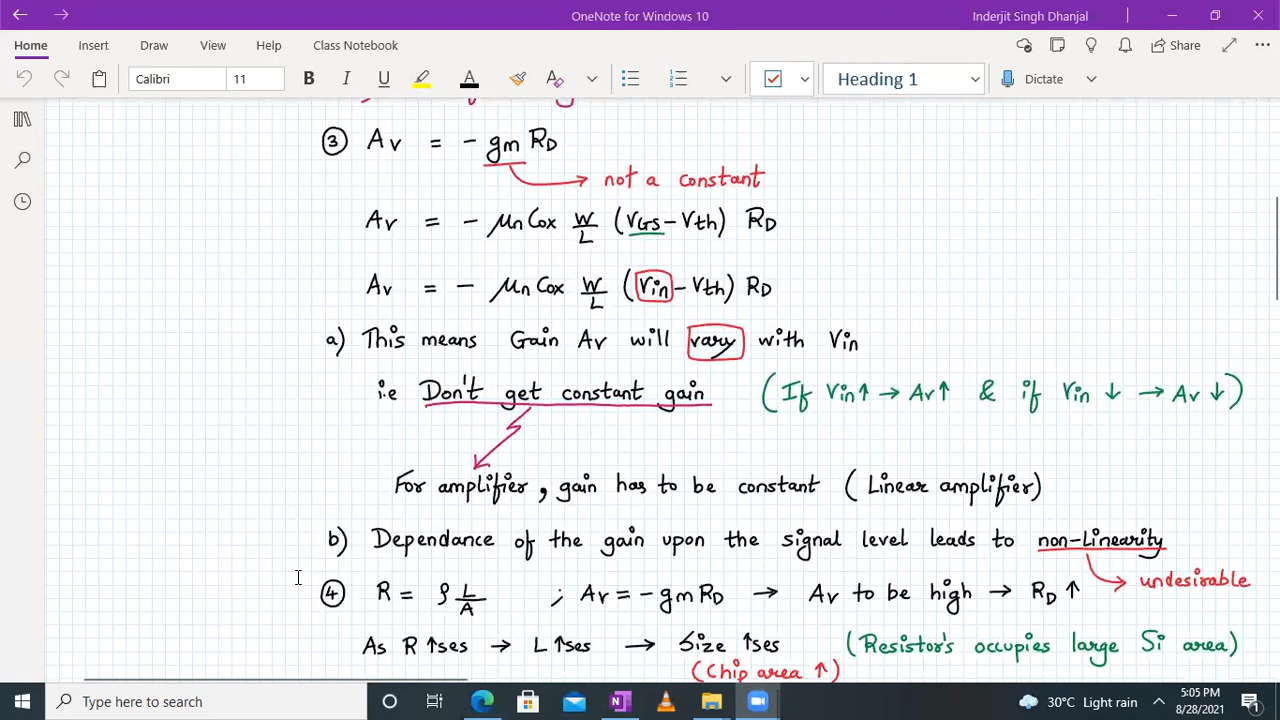 OneNote for Windows 10
Inderjit Singh Dhanjal
Home Insert Draw View Help Class Notebook
Share
Calibri 11 B I U A Heading 1 Dictate
③ Av = - gm RD
not a constant
Av = - μn Cox W/L (VGS - Vth) RD
Av = - μn Cox W/L (Vin - Vth) RD
a) This means Gain Av will vary with Vin
i.e Don't get constant gain (If Vin ↑ → Av ↑ & if Vin ↓ → Av ↓)
For amplifier, gain has to be constant (Linear amplifier)
b) Dependance of the gain upon the signal level leads to non-Linearity
undesirable
④ R = ρ L/A ; Av = - gm RD → Av to be high → RD ↑
As R ↑ses → L ↑ses → Size ↑ses (Resistor's occupies large Si area)
(Chip area ↑)
Type here to search
30°C Light rain
5:05 PM
8/28/2021